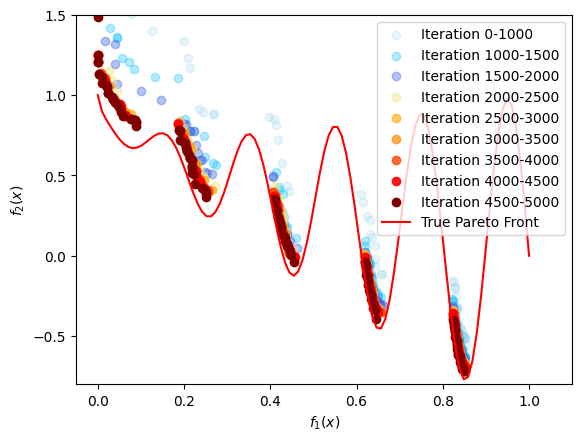 1.5
1.0
0.5
0.0
−0.5
f₂(x)
0.0
0.2
0.4
0.6
0.8
1.0
f₁(x)
Iteration 0-1000
Iteration 1000-1500
Iteration 1500-2000
Iteration 2000-2500
Iteration 2500-3000
Iteration 3000-3500
Iteration 3500-4000
Iteration 4000-4500
Iteration 4500-5000
True Pareto Front